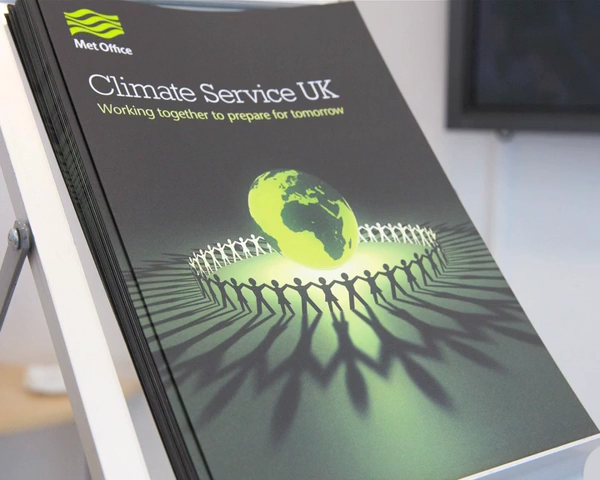 Met Office
Climate Service UK
Working together to prepare for tomorrow